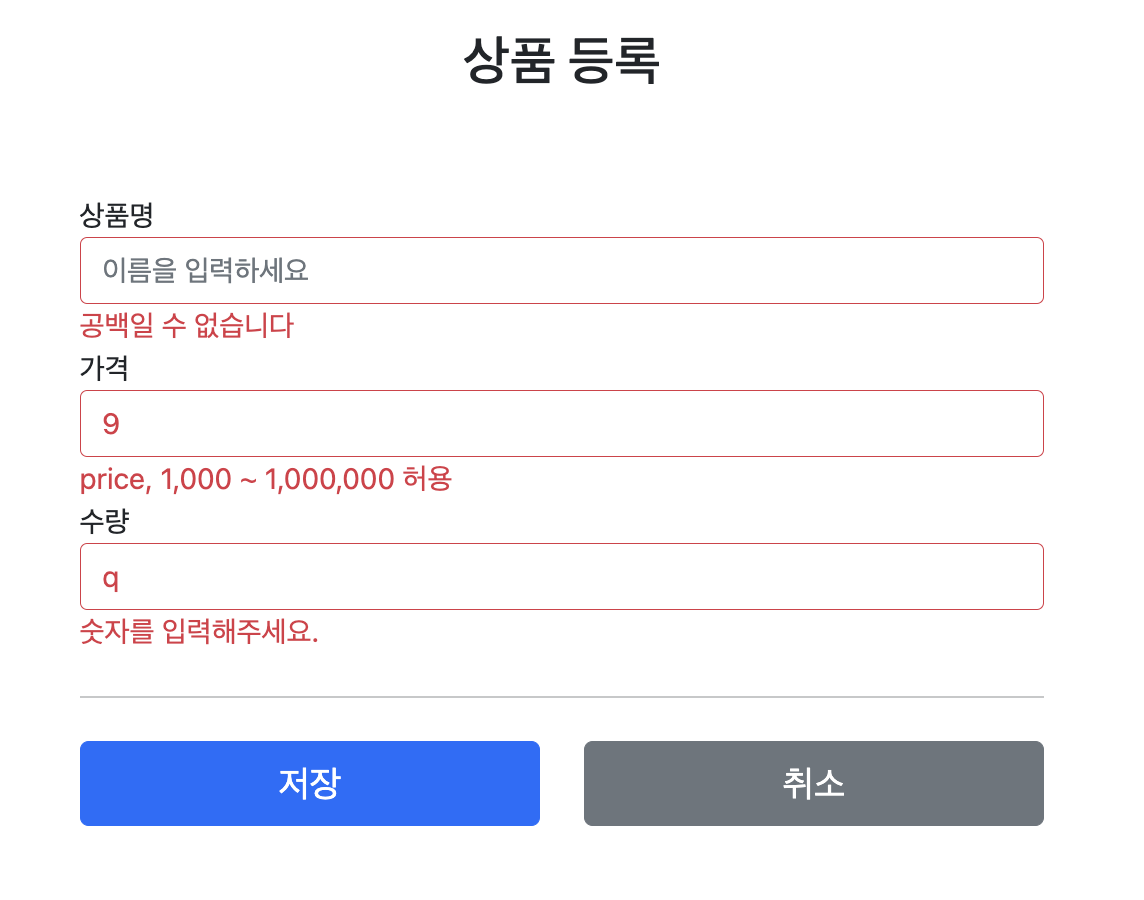 상품 등록
상품명
이름을 입력하세요
공백일 수 없습니다
가격
9
price, 1,000 ~ 1,000,000 허용
수량
q
숫자를 입력해주세요.
저장 취소